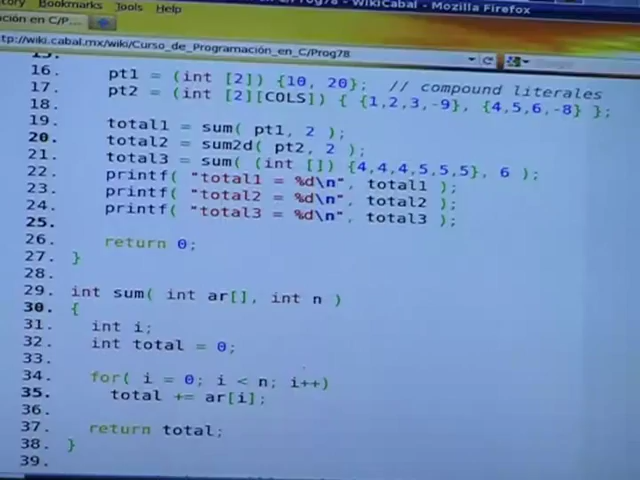 Bookmarks Tools Help
WikiCabal - Mozilla Firefox
ción en C/P...
tp://wiki.cabal.mx/wiki/Curso_de_Programación_en_C/Prog78
15.
16. pt1 = (int [2]) {10, 20}; // compound literales
17. pt2 = (int [2][COLS]) { {1,2,3,-9}, {4,5,6,-8} };
18.
19. total1 = sum( pt1, 2 );
20. total2 = sum2d( pt2, 2 );
21. total3 = sum( (int []) {4,4,4,5,5,5}, 6 );
22. printf( "total1 = %d\n", total1 );
23. printf( "total2 = %d\n", total2 );
24. printf( "total3 = %d\n", total3 );
25.
26. return 0;
27. }
28.
29. int sum( int ar[], int n )
30. {
31. int i;
32. int total = 0;
33.
34. for( i = 0; i < n; i++)
35. total += ar[i];
36.
37. return total;
38. }
39.